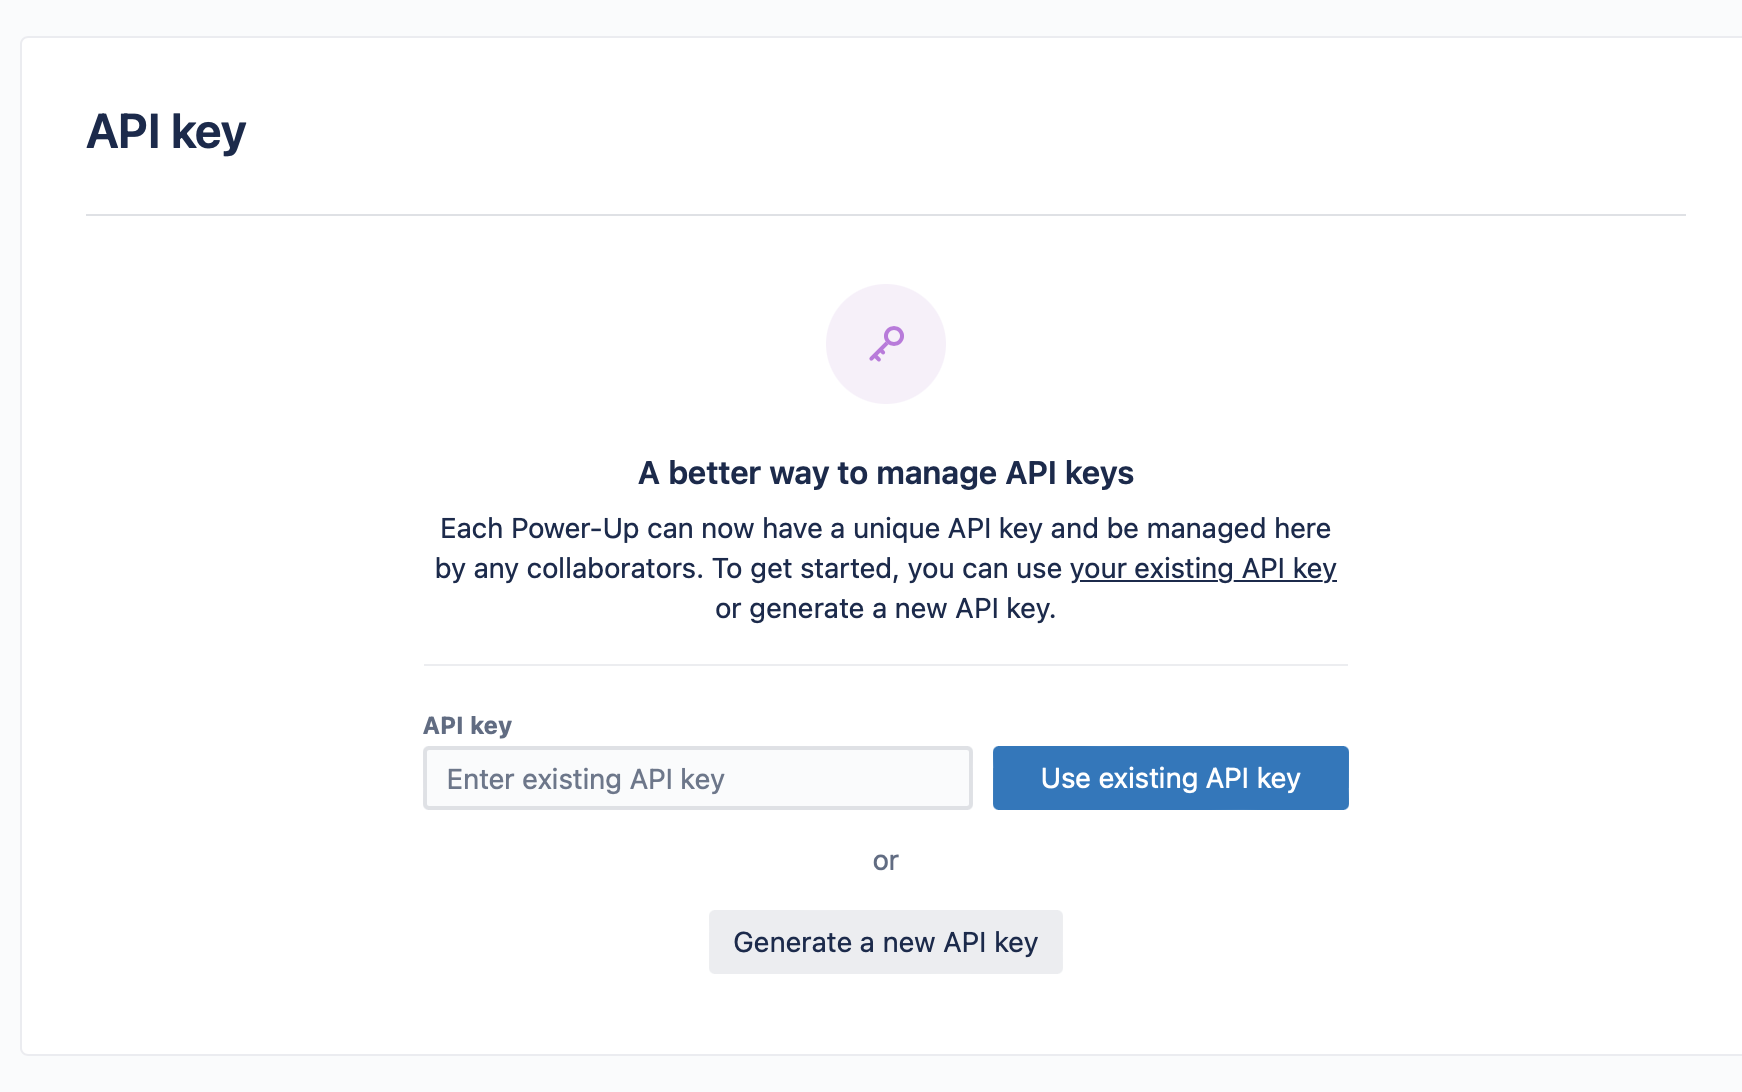 API key
A better way to manage API keys
Each Power-Up can now have a unique API key and be managed here
by any collaborators. To get started, you can use your existing API key
or generate a new API key.
API key
Enter existing API key
Use existing API key
or
Generate a new API key